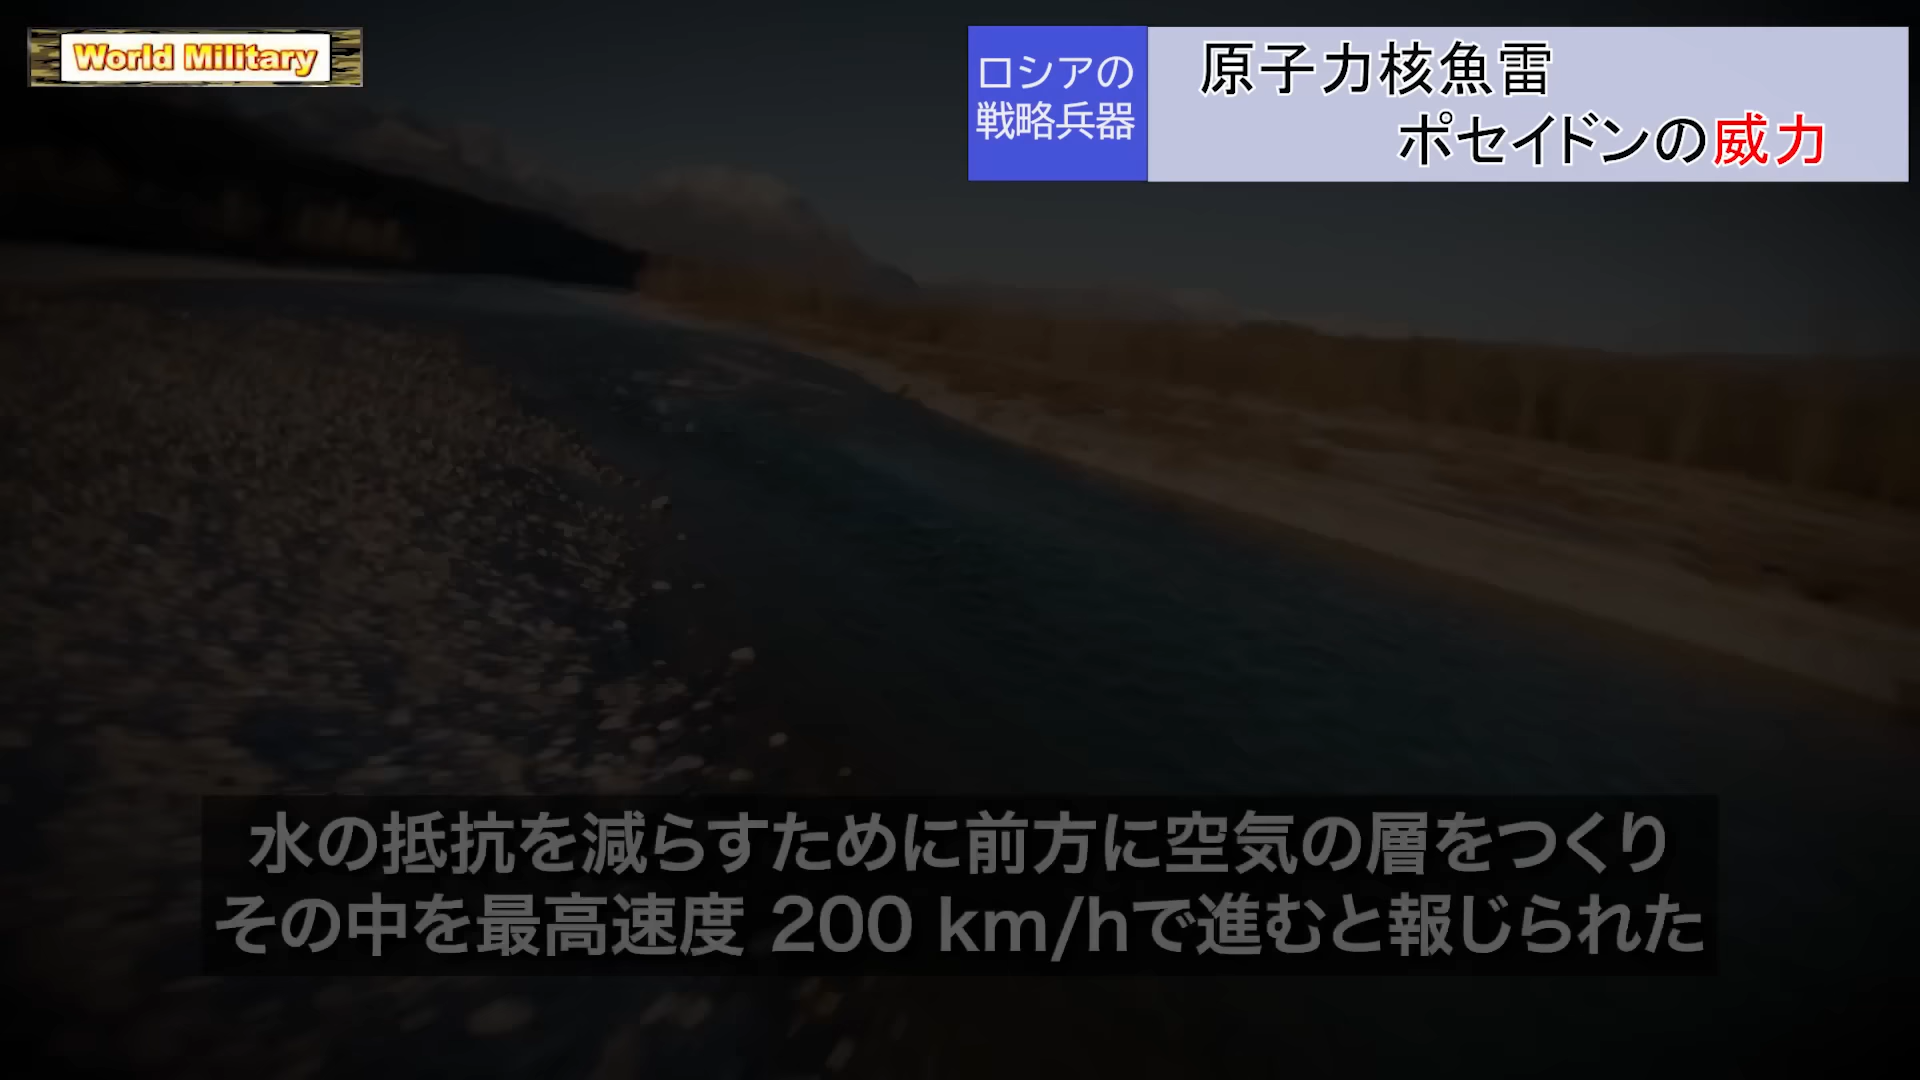 World Military
ロシアの
戦略兵器
原子力核魚雷
ポセイドンの威力
水の抵抗を減らすために前方に空気の層をつくり
その中を最高速度 200 km/hで進むと報じられた